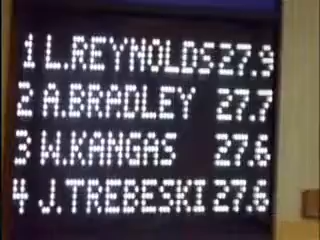 1 L.REYNOLDS 27.9
2 A.BRADLEY 27.7
3 W.KANGAS 27.6
4 J.TREBESKI 27.6